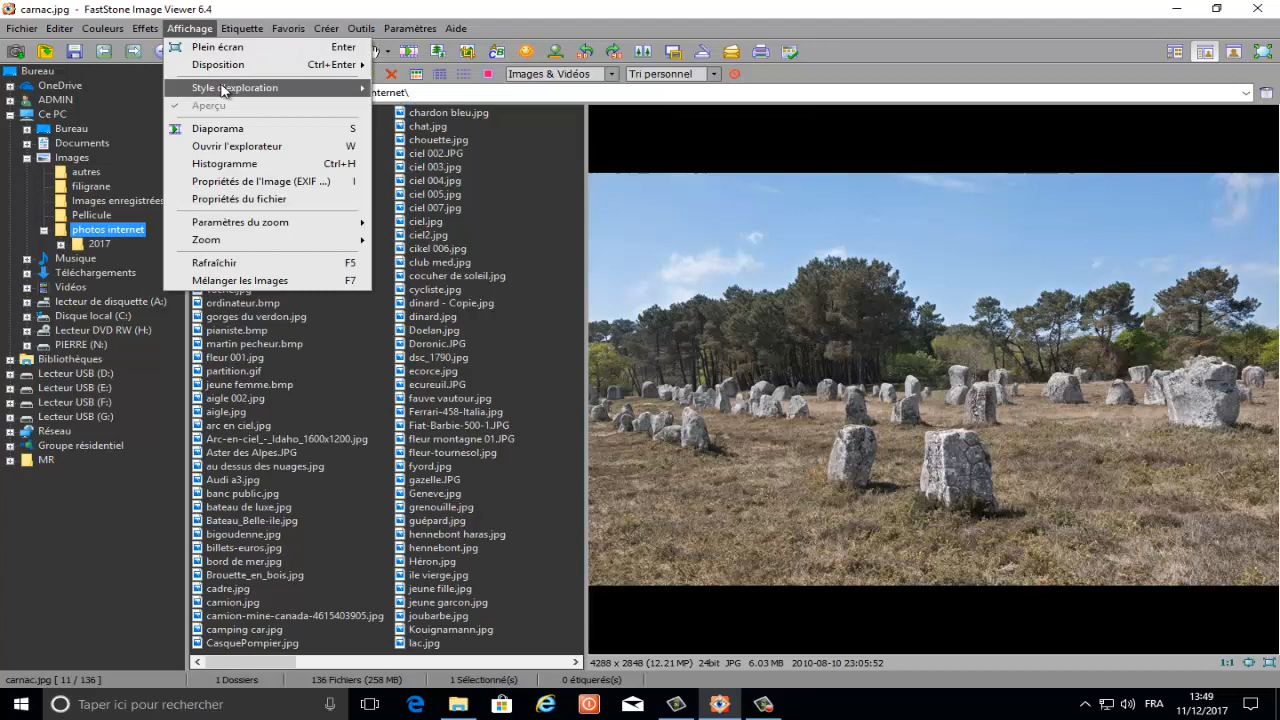 carnac.jpg - FastStone Image Viewer 6.4
Fichier Editer Couleurs Effets Affichage Etiquette Favoris Créer Outils Paramètres Aide
Images & Vidéos Tri personnel
nternet\
Plein écran Enter
Disposition Ctrl+Enter
Style d'exploration
Aperçu
Diaporama S
Ouvrir l'explorateur W
Histogramme Ctrl+H
Propriétés de l'Image (EXIF ...) I
Propriétés du fichier
Paramètres du zoom
Zoom
Rafraîchir F5
Mélanger les Images F7
Bureau
OneDrive
ADMIN
Ce PC
Bureau
Documents
Images
autres
filigrane
Images enregistrées
Pellicule
photos internet
2017
Musique
Téléchargements
Vidéos
lecteur de disquette (A:)
Disque local (C:)
Lecteur DVD RW (H:)
PIERRE (N:)
Bibliothèques
Lecteur USB (D:)
Lecteur USB (E:)
Lecteur USB (F:)
Lecteur USB (G:)
Réseau
Groupe résidentiel
MR
ordinateur.bmp
gorges du verdon.jpg
pianiste.bmp
martin pecheur.bmp
fleur 001.jpg
partition.gif
jeune femme.bmp
aigle 002.jpg
aigle.jpg
arc en ciel.jpg
Arc-en-ciel_-_Idaho_1600x1200.jpg
Aster des Alpes.JPG
au dessus des nuages.jpg
Audi a3.jpg
banc public.jpg
bateau de luxe.jpg
Bateau_Belle-ile.jpg
bigoudenne.jpg
billets-euros.jpg
bord de mer.jpg
Brouette_en_bois.jpg
cadre.jpg
camion.jpg
camion-mine-canada-4615403905.jpg
camping car.jpg
CasquePompier.jpg
chardon bleu.jpg
chat.jpg
chouette.jpg
ciel 002.JPG
ciel 003.jpg
ciel 004.jpg
ciel 005.jpg
ciel 007.jpg
ciel.jpg
ciel2.jpg
cikel 006.jpg
club med.jpg
cocuher de soleil.jpg
cycliste.jpg
dinard - Copie.jpg
dinard.jpg
Doelan.jpg
Doronic.JPG
dsc_1790.jpg
ecorce.jpg
ecureuil.JPG
fauve vautour.jpg
Ferrari-458-Italia.jpg
Fiat-Barbie-500-1.JPG
fleur montagne 01.JPG
fleur-tournesol.jpg
fyord.jpg
gazelle.JPG
Geneve.jpg
grenouille.jpg
guépard.jpg
hennebont haras.jpg
hennebont.jpg
Héron.jpg
ile vierge.jpg
jeune fille.jpg
jeune garcon.jpg
joubarbe.jpg
Kouignamann.jpg
lac.jpg
4288 x 2848 (12.21 MP) 24bit JPG 6.03 MB 2010-08-10 23:05:52 1:1
carnac.jpg [ 11 / 136 ] 1 Dossiers 136 Fichiers (258 MB) 1 Sélectionné(s) 0 étiquetés(s)
Taper ici pour rechercher
FRA
13:49
11/12/2017